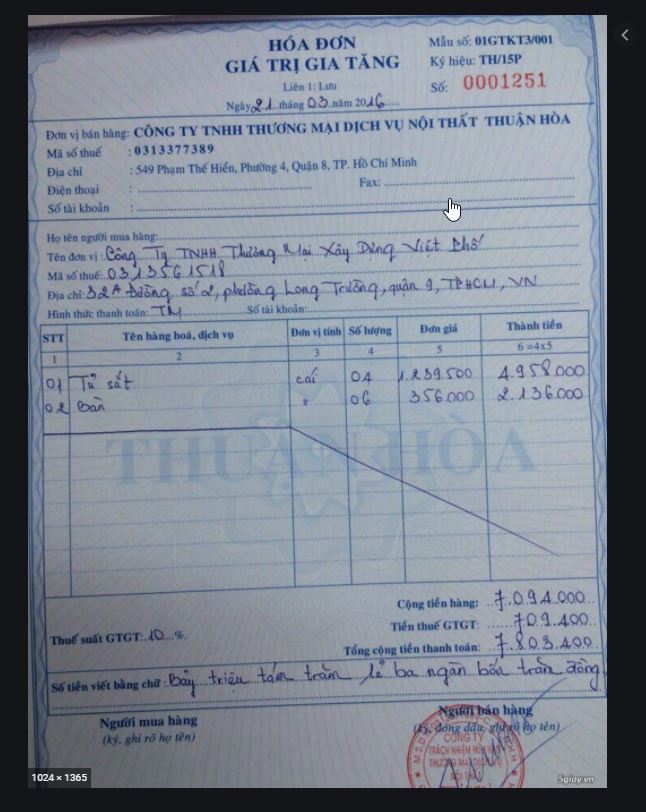 HÓA ĐƠN
GIÁ TRỊ GIA TĂNG
Liên 1: Lưu
Ngày 21 tháng 03 năm 2016
Mẫu số: 01GTKT3/001
Ký hiệu: TH/15P
Số: 0001251
Đơn vị bán hàng: CÔNG TY TNHH THƯƠNG MẠI DỊCH VỤ NỘI THẤT THUẬN HÒA
Mã số thuế : 0313377389
Địa chỉ : 549 Phạm Thế Hiển, Phường 4, Quận 8, TP. Hồ Chí Minh
Điện thoại : Fax:
Số tài khoản :
Họ tên người mua hàng:
Tên đơn vị: Công Ty TNHH Thương Mại Xây Dựng Việt Phố
Mã số thuế: 0313561518
Địa chỉ: 32A Đường số 2, phường Long Trường, quận 9, TPHCM, VN
Hình thức thanh toán: TM Số tài khoản:
STT Tên hàng hoá, dịch vụ Đơn vị tính Số lượng Đơn giá Thành tiền
1 2 3 4 5 6 =4x5
01 Tủ sắt cái 04 1.239.500 4.958.000
02 Bàn " 06 356.000 2.136.000
THUẬN HÒA
Cộng tiền hàng: 7.094.000
Thuế suất GTGT: 10 % Tiền thuế GTGT: 709.400
Tổng cộng tiền thanh toán: 7.803.400
Số tiền viết bằng chữ: Bảy triệu tám trăm lẻ ba ngàn bốn trăm đồng
Người mua hàng Người bán hàng
(ký, ghi rõ họ tên) (ký, đóng dấu, ghi rõ họ tên)
CÔNG TY
TRÁCH NHIỆM HỮU HẠN
THƯƠNG MẠI DỊCH VỤ
NỘI THẤT
1024 × 1365
5giay.vn